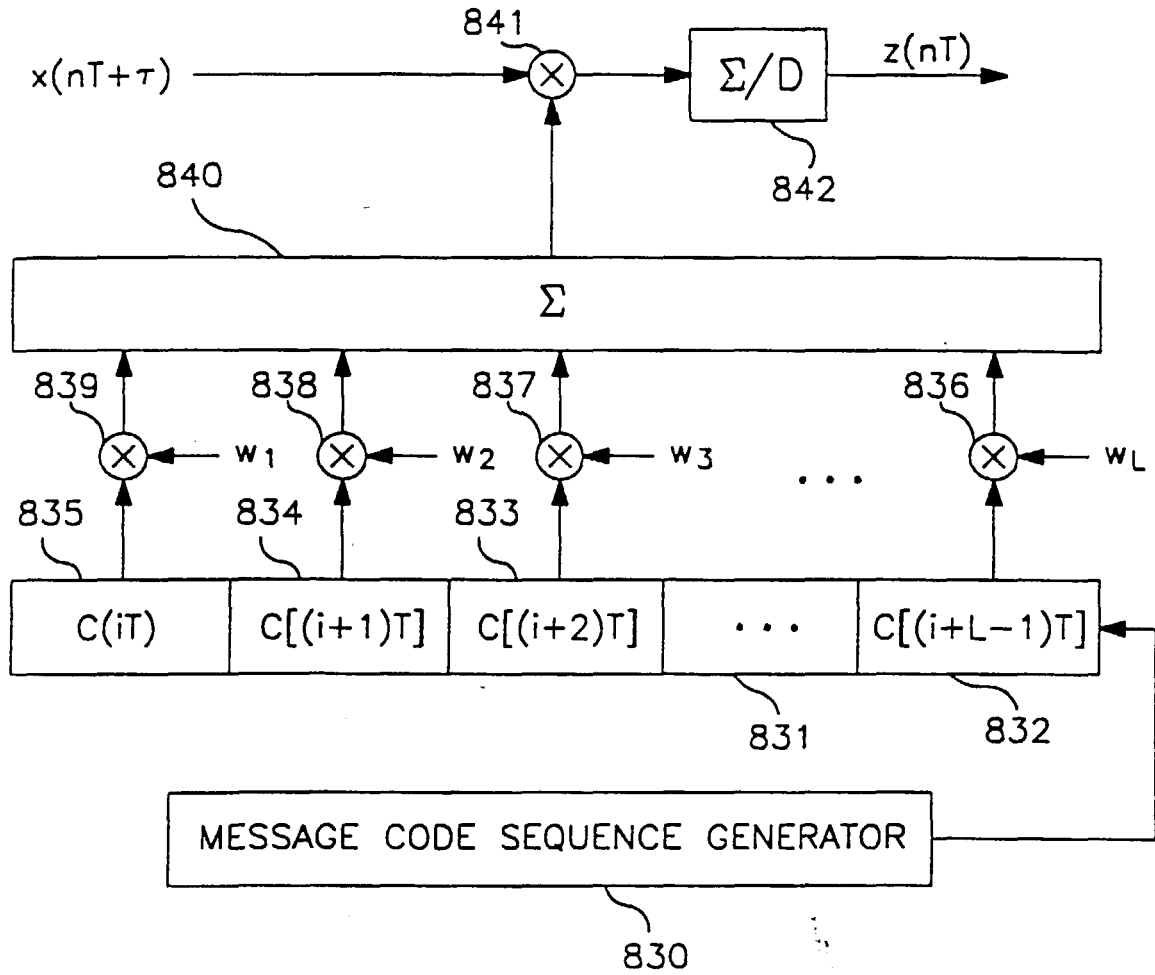 841
x(nT+τ)
×
Σ/D
z(nT)
842
840
Σ
839
838
837
836
×
w1
×
w2
×
w3
...
×
wL
835
834
833
C(iT)
C[(i+1)T]
C[(i+2)T]
...
C[(i+L-1)T]
831
832
MESSAGE CODE SEQUENCE GENERATOR
830